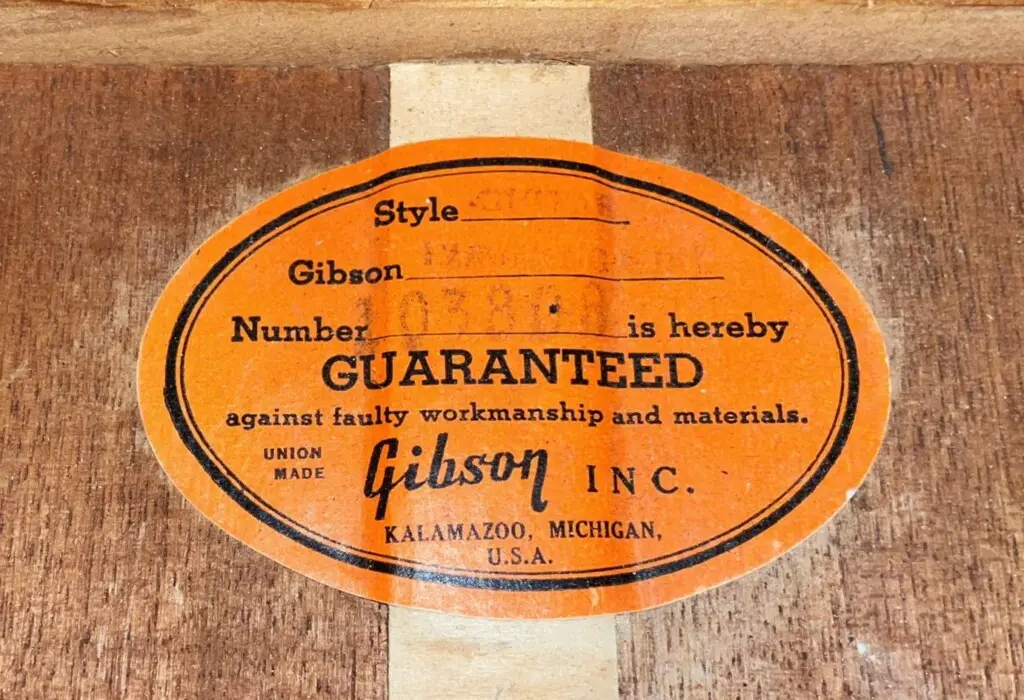 Style
Gibson
Number is hereby
GUARANTEED
against faulty workmanship and materials.
UNION
MADE
Gibson INC.
KALAMAZOO, MICHIGAN,
U.S.A.